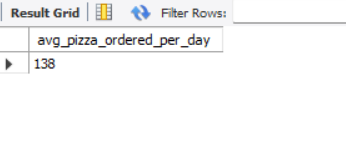 Result Grid Filter Rows:
avg_pizza_ordered_per_day
138